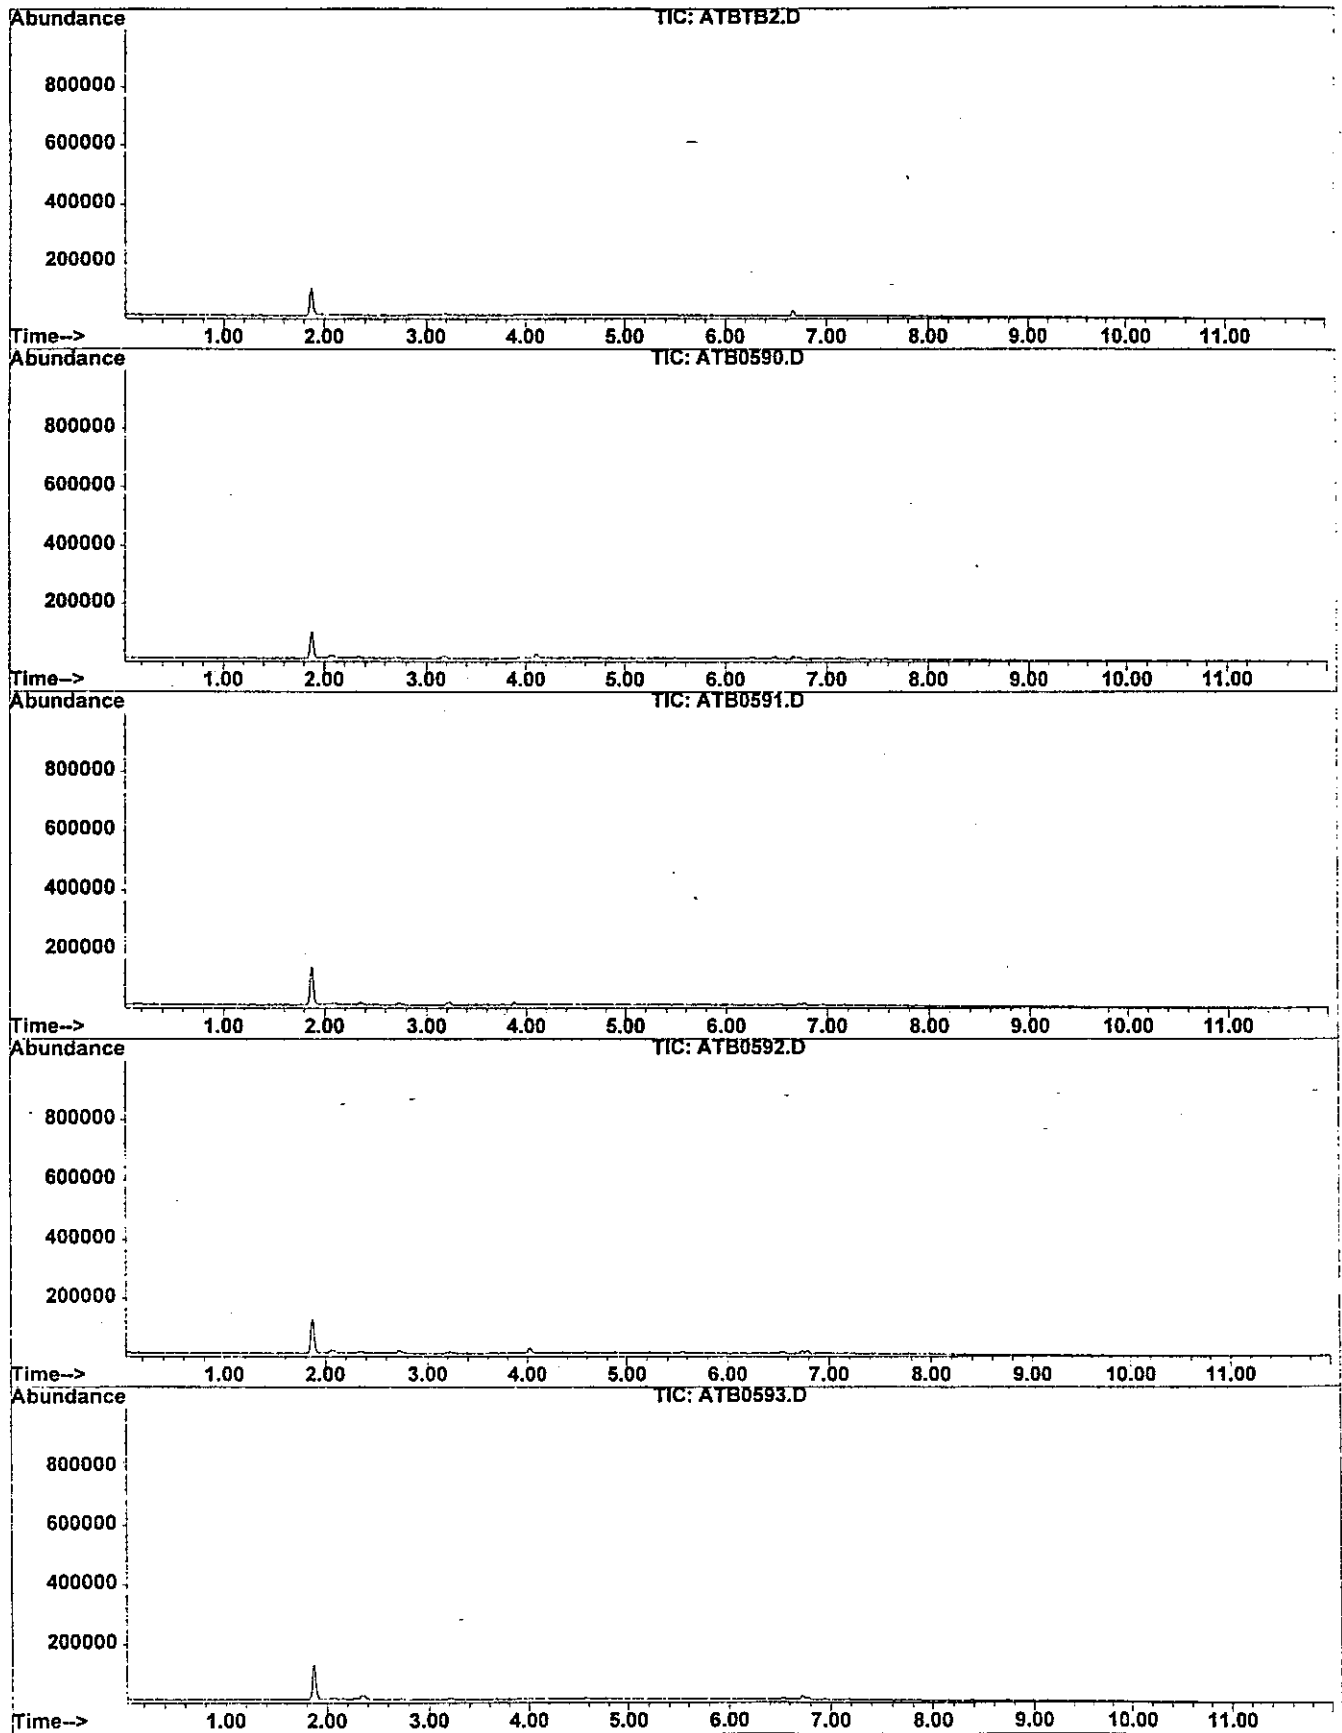 Abundance TIC: ATBTB2.D
800000
600000
400000
200000
Time--> 1.00 2.00 3.00 4.00 5.00 6.00 7.00 8.00 9.00 10.00 11.00
Abundance TIC: ATB0590.D
800000
600000
400000
200000
Time--> 1.00 2.00 3.00 4.00 5.00 6.00 7.00 8.00 9.00 10.00 11.00
Abundance TIC: ATB0591.D
800000
600000
400000
200000
Time--> 1.00 2.00 3.00 4.00 5.00 6.00 7.00 8.00 9.00 10.00 11.00
Abundance TIC: ATB0592.D
800000
600000
400000
200000
Time--> 1.00 2.00 3.00 4.00 5.00 6.00 7.00 8.00 9.00 10.00 11.00
Abundance TIC: ATB0593.D
800000
600000
400000
200000
Time--> 1.00 2.00 3.00 4.00 5.00 6.00 7.00 8.00 9.00 10.00 11.00